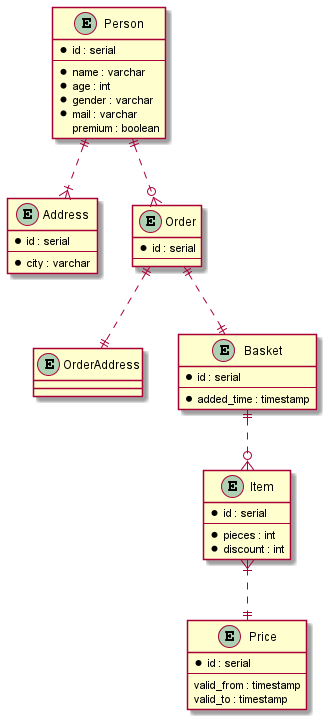 E Person
id : serial
name : varchar
age : int
gender : varchar
mail : varchar
premium : boolean
E Address
id : serial
city : varchar
E Order
id : serial
E OrderAddress
E Basket
id : serial
added_time : timestamp
E Item
id : serial
pieces : int
discount : int
E Price
id : serial
valid_from : timestamp
valid_to : timestamp